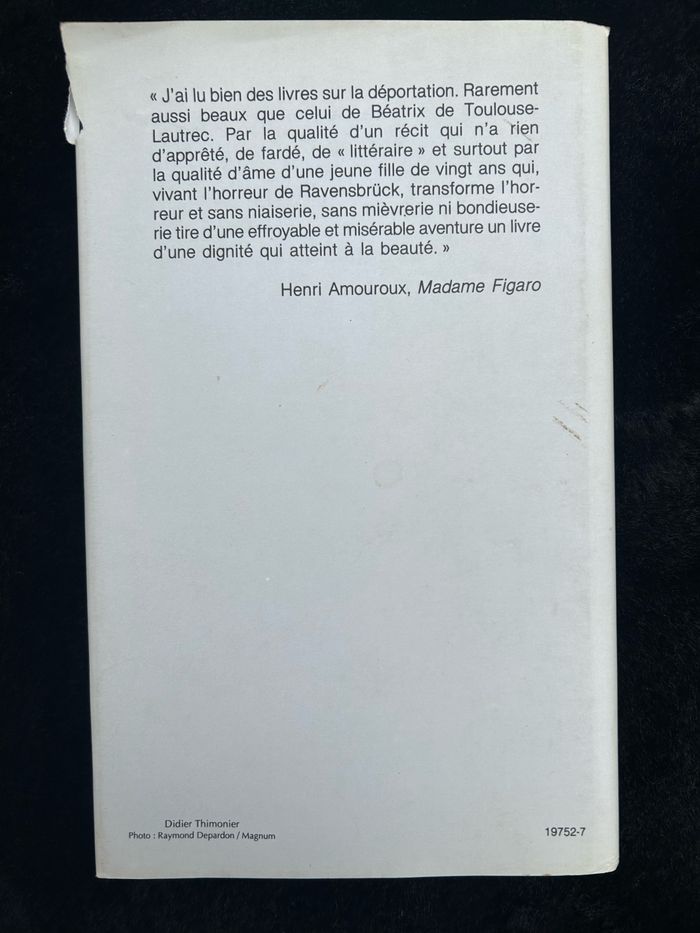 « J'ai lu bien des livres sur la déportation. Rarement
aussi beaux que celui de Béatrix de Toulouse-
Lautrec. Par la qualité d'un récit qui n'a rien
d'apprêté, de fardé, de « littéraire » et surtout par
la qualité d'âme d'une jeune fille de vingt ans qui,
vivant l'horreur de Ravensbrück, transforme l'hor-
reur et sans niaiserie, sans mièvrerie ni bondieuse-
rie tire d'une effroyable et misérable aventure un livre
d'une dignité qui atteint à la beauté. »
Henri Amouroux, Madame Figaro
Didier Thimonier
Photo : Raymond Depardon / Magnum
19752-7